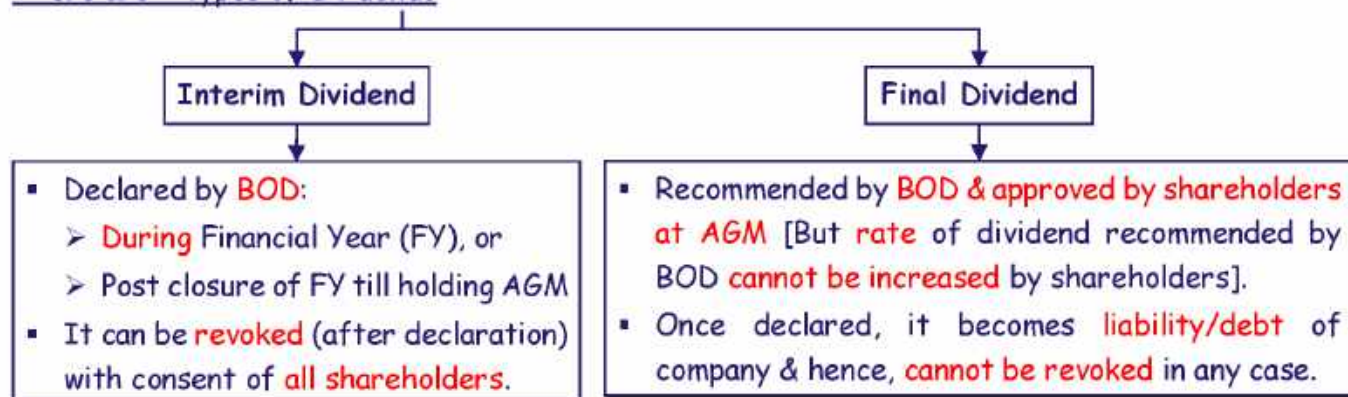 Interim Dividend
Final Dividend
▪ Declared by BOD:
➢ During Financial Year (FY), or
➢ Post closure of FY till holding AGM
▪ It can be revoked (after declaration)
with consent of all shareholders.
▪ Recommended by BOD & approved by shareholders
at AGM [But rate of dividend recommended by
BOD cannot be increased by shareholders].
▪ Once declared, it becomes liability/debt of
company & hence, cannot be revoked in any case.